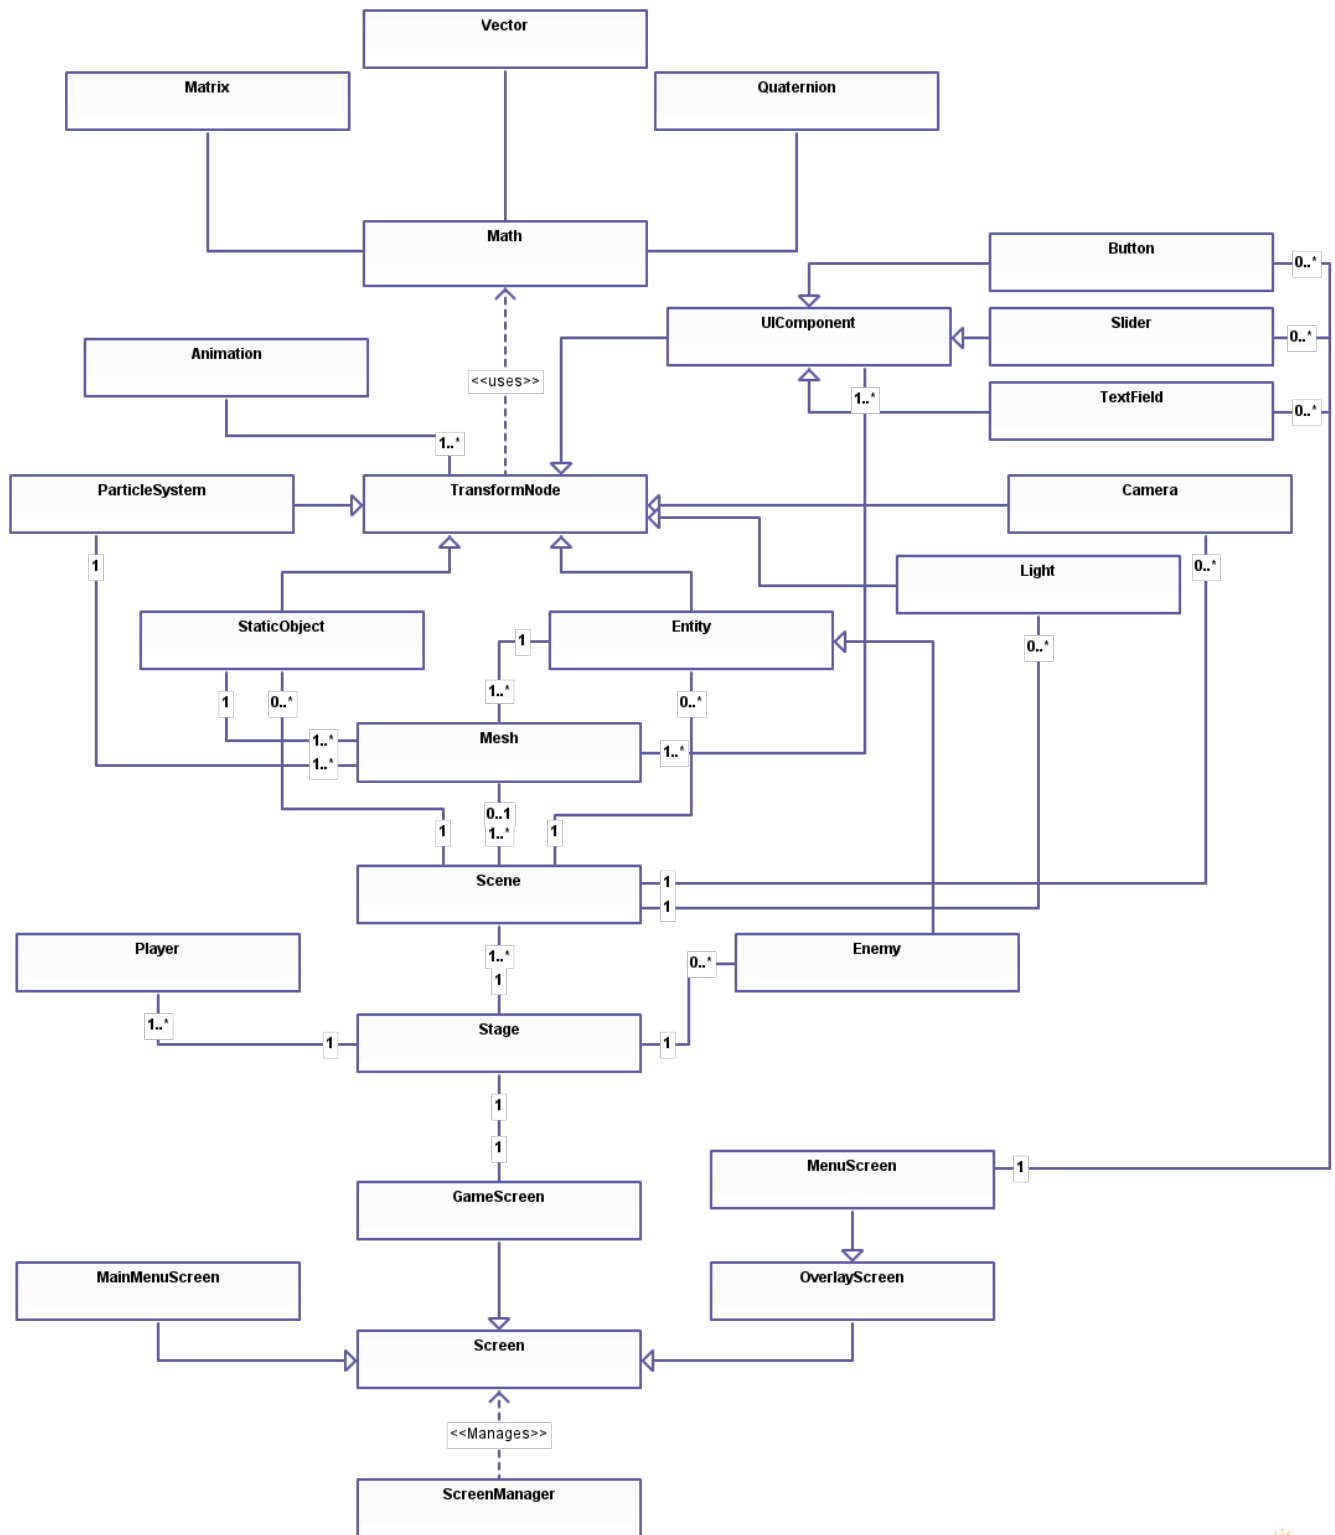 Vector
Matrix
Quaternion
Math
Button
0..*
UIComponent
Slider
0..*
Animation
<<uses>>
1..*
TextField
0..*
1..*
ParticleSystem
TransformNode
Camera
1
Light
0..*
StaticObject
Entity
1
0..*
1..*
1
0..*
0..*
Mesh
1..*
1..*
1..*
0..1
1
1..*
1
Scene
1
1
Player
Enemy
1..*
0..*
1
1..*
Stage
1
1
1
1
MenuScreen
1
GameScreen
MainMenuScreen
OverlayScreen
Screen
<<Manages>>
ScreenManager